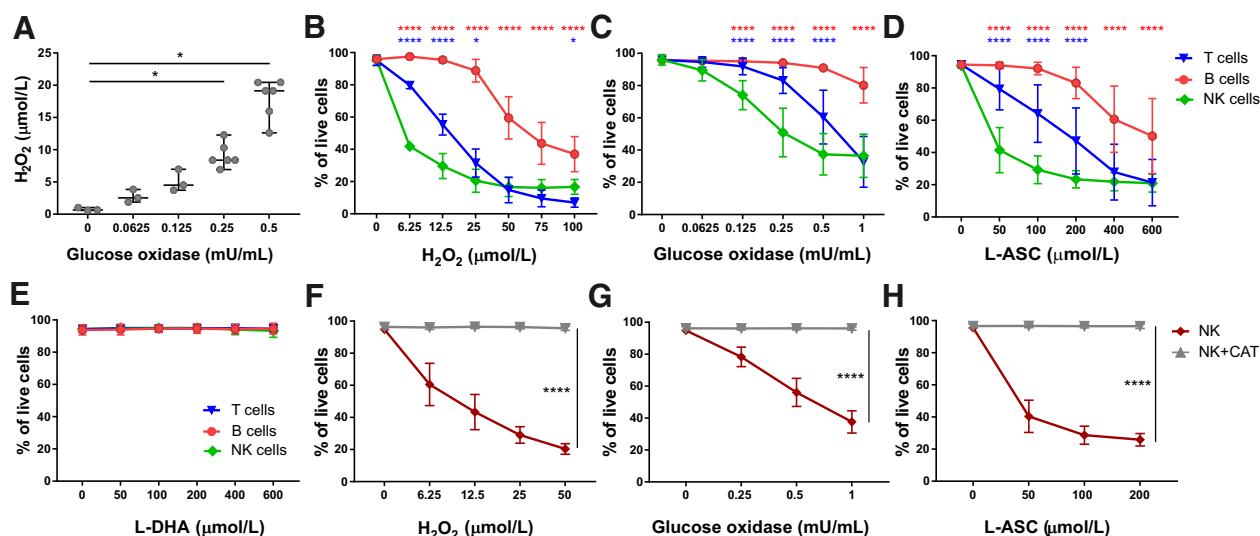 A
H₂O₂ (μmol/L)
25
20
15
10
5
0
*
*
0 0.0625 0.125 0.25 0.5
Glucose oxidase (mU/mL)
B
**** **** **** **** **** ****
**** **** * *
% of live cells
100
80
60
40
20
0
0 6.25 12.5 25 50 75 100
H₂O₂ (μmol/L)
C
**** **** **** ****
**** **** ****
% of live cells
100
80
60
40
20
0
0 0.0625 0.125 0.25 0.5 1
Glucose oxidase (mU/mL)
D
**** **** **** **** ****
**** **** ****
% of live cells
100
80
60
40
20
0
0 50 100 200 400 600
L-ASC (μmol/L)
T cells
B cells
NK cells
E
% of live cells
100
80
60
40
20
0
T cells
B cells
NK cells
0 50 100 200 400 600
L-DHA (μmol/L)
F
% of live cells
100
80
60
40
20
0
****
0 6.25 12.5 25 50
H₂O₂ (μmol/L)
G
% of live cells
100
80
60
40
20
0
****
0 0.25 0.5 1
Glucose oxidase (mU/mL)
H
% of live cells
100
80
60
40
20
0
****
0 50 100 200
L-ASC (μmol/L)
NK
NK+CAT